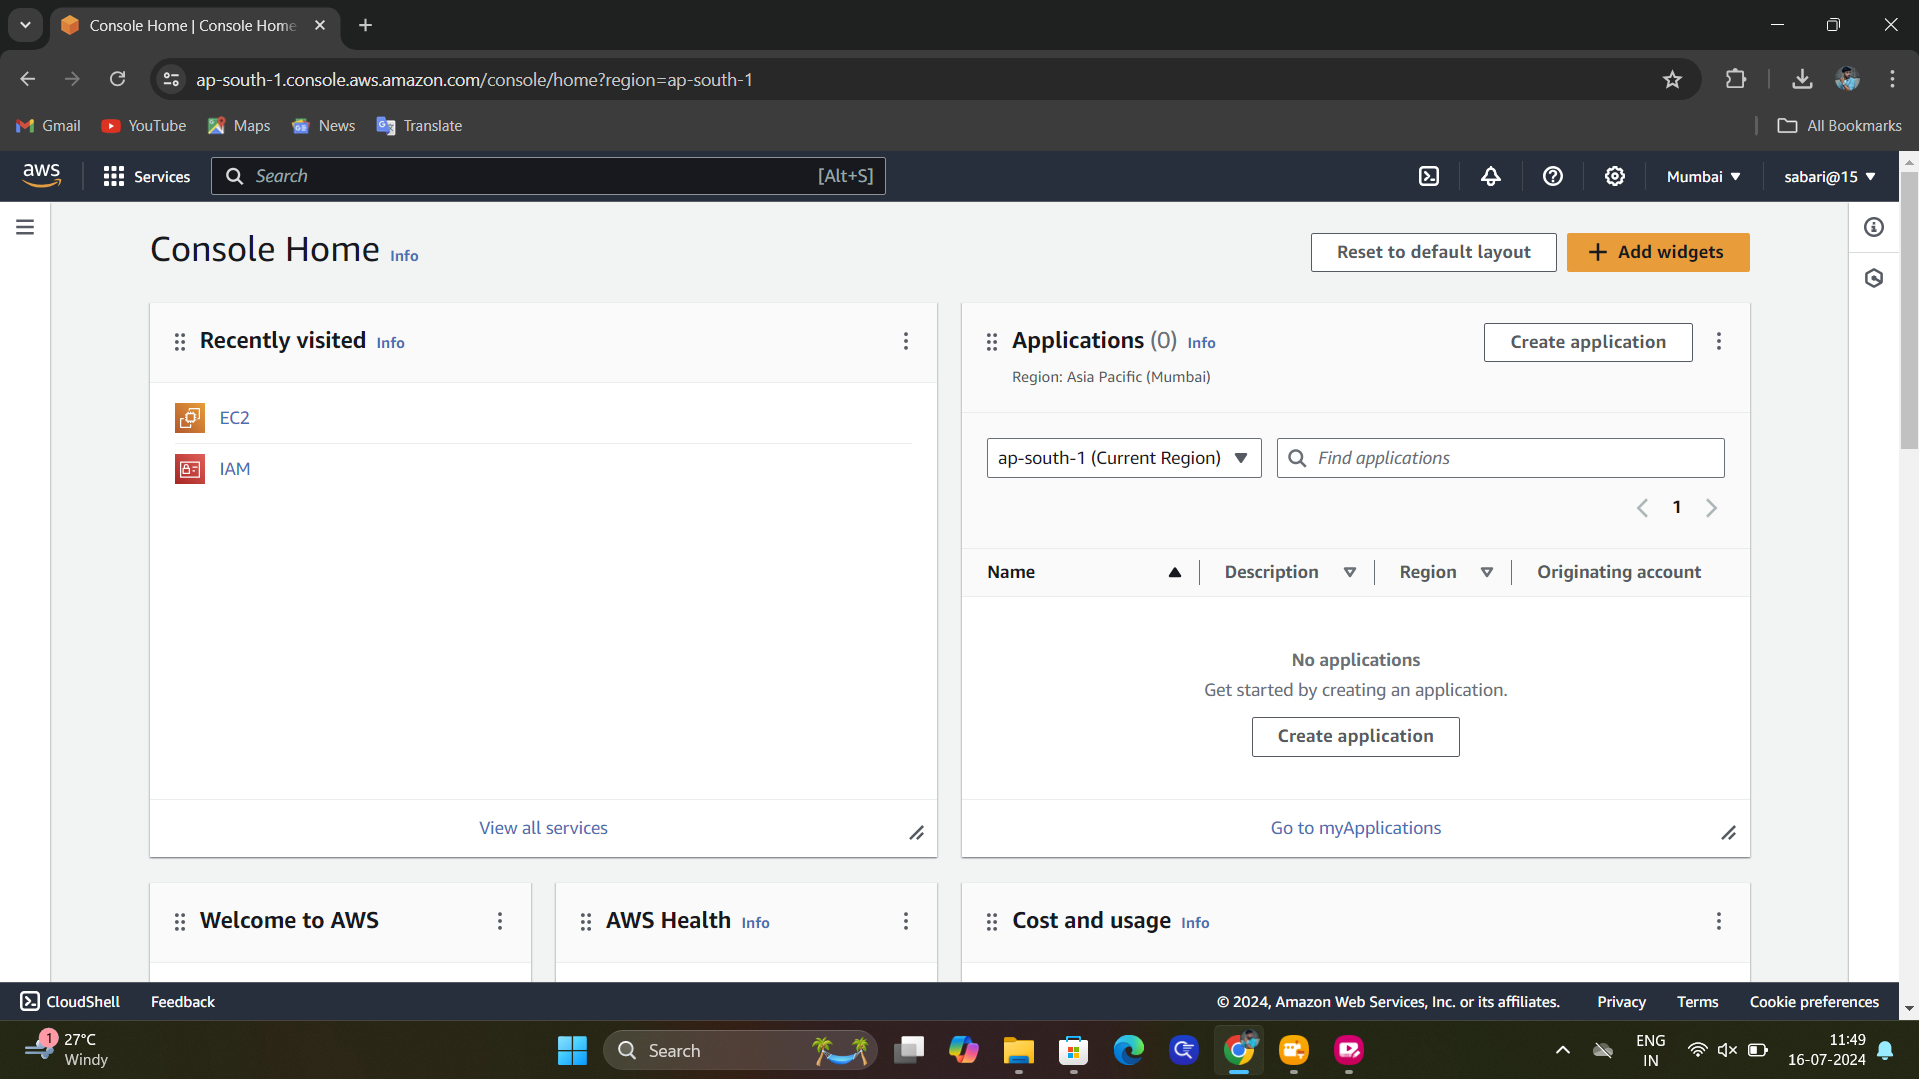 Console Home | Console Home
ap-south-1.console.aws.amazon.com/console/home?region=ap-south-1
Gmail YouTube Maps News Translate All Bookmarks
aws Services Search [Alt+S] Mumbai sabari@15
Console Home Info Reset to default layout Add widgets
Recently visited Info
EC2
IAM
View all services
Applications (0) Info Create application
Region: Asia Pacific (Mumbai)
ap-south-1 (Current Region) Find applications
1
Name Description Region Originating account
No applications
Get started by creating an application.
Create application
Go to myApplications
Welcome to AWS
AWS Health Info
Cost and usage Info
CloudShell Feedback © 2024, Amazon Web Services, Inc. or its affiliates. Privacy Terms Cookie preferences
1 27°C
Windy
Search
ENG
IN
11:49
16-07-2024